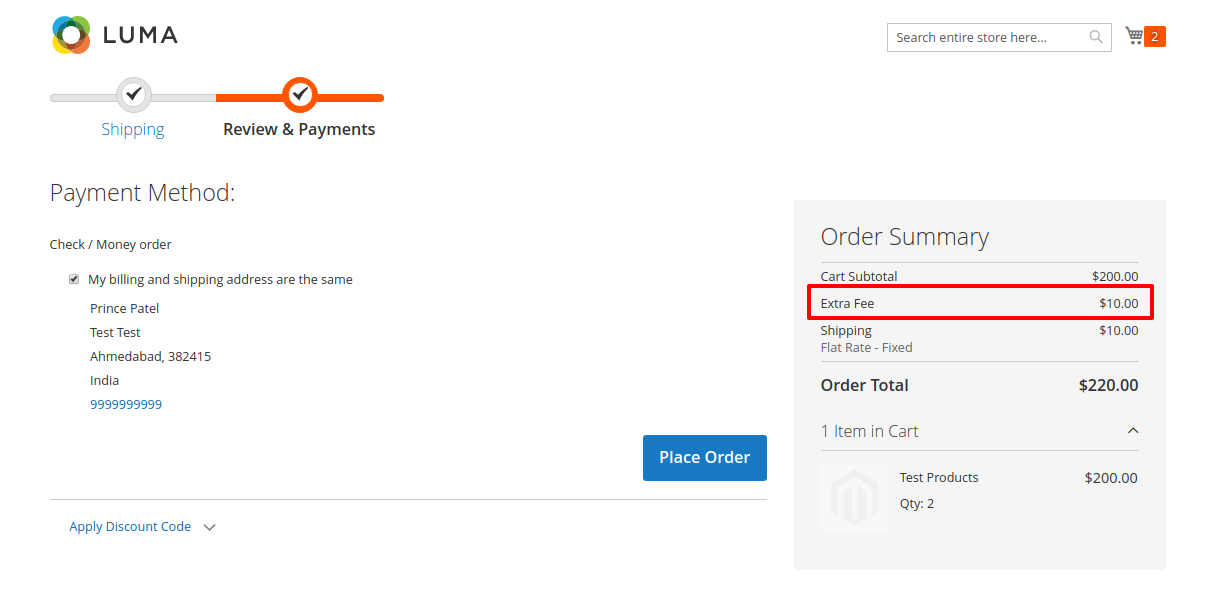 LUMA
Search entire store here...
2
Shipping
Review & Payments
Payment Method:
Check / Money order
My billing and shipping address are the same
Prince Patel
Test Test
Ahmedabad, 382415
India
9999999999
Place Order
Apply Discount Code
Order Summary
Cart Subtotal $200.00
Extra Fee $10.00
Shipping $10.00
Flat Rate - Fixed
Order Total $220.00
1 Item in Cart
Test Products $200.00
Qty: 2